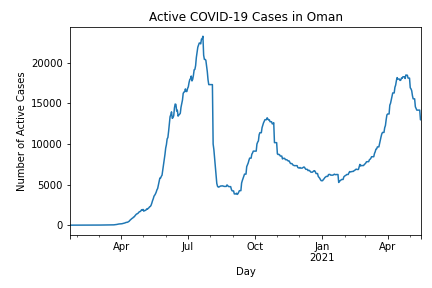 Active COVID-19 Cases in Oman
Number of Active Cases
20000
15000
10000
5000
0
Apr
Jul
Oct
Jan
2021
Apr
Day